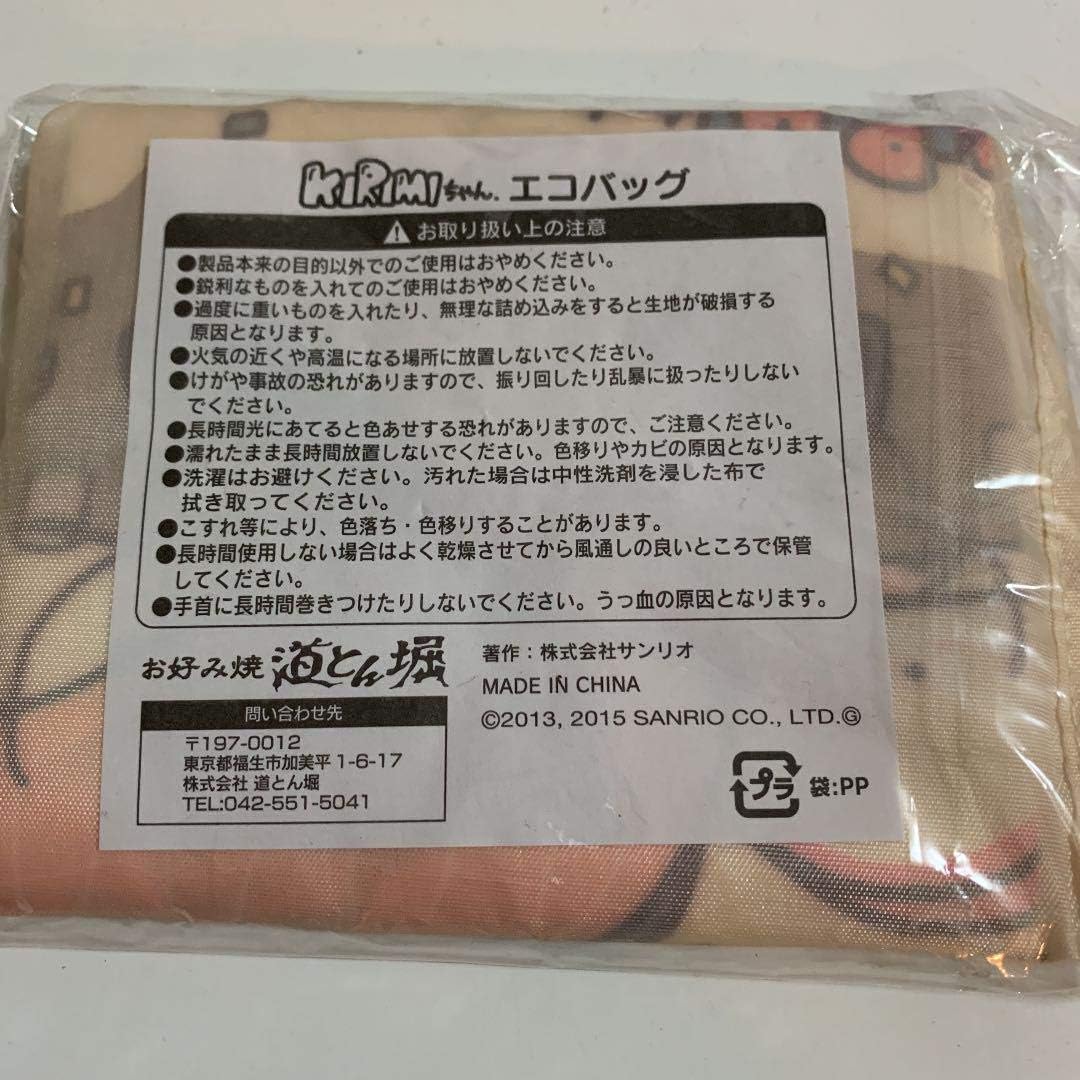 KIRIMIちゃん. エコバッグ
お取り扱い上の注意
●製品本来の目的以外でのご使用はおやめください。
●鋭利なものを入れてのご使用はおやめください。
●過度に重いものを入れたり、無理な詰め込みをすると生地が破損する
原因となります。
●火気の近くや高温になる場所に放置しないでください。
●けがや事故の恐れがありますので、振り回したり乱暴に扱ったりしない
でください。
●長時間光にあてると色あせする恐れがありますので、ご注意ください。
●濡れたまま長時間放置しないでください。色移りやカビの原因となります。
●洗濯はお避けください。汚れた場合は中性洗剤を浸した布で
拭き取ってください。
●こすれ等により、色落ち・色移りすることがあります。
●長時間使用しない場合はよく乾燥させてから風通しの良いところで保管
してください。
●手首に長時間巻きつけたりしないでください。うっ血の原因となります。
お好み焼 道とん堀
問い合わせ先
〒197-0012
東京都福生市加美平1-6-17
株式会社 道とん堀
TEL:042-551-5041
著作：株式会社サンリオ
MADE IN CHINA
©2013, 2015 SANRIO CO., LTD.Ⓖ
プラ 袋:PP